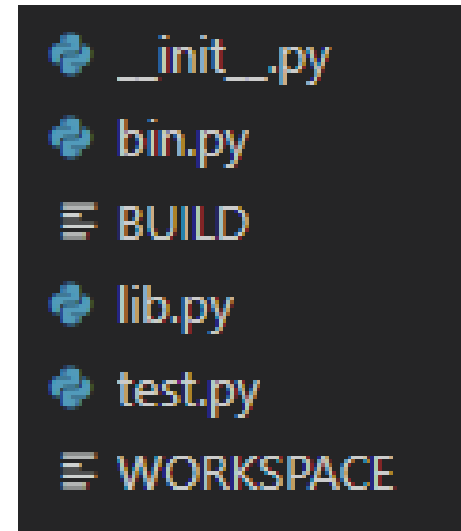 __init__.py
bin.py
BUILD
lib.py
test.py
WORKSPACE